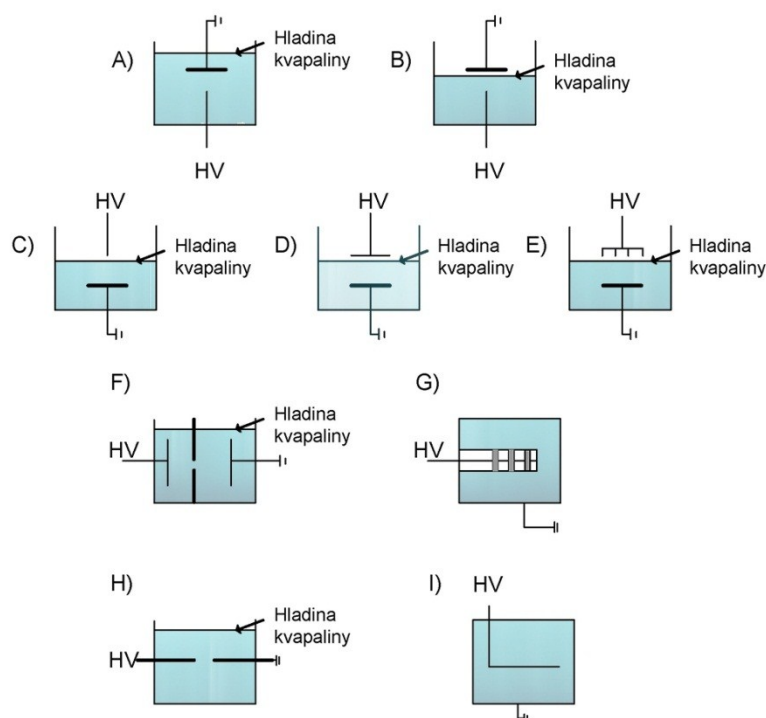 A)
Hladina
kvapaliny
HV
B)
Hladina
kvapaliny
HV
C)
HV
Hladina
kvapaliny
D)
HV
Hladina
kvapaliny
E)
HV
Hladina
kvapaliny
F)
HV
Hladina
kvapaliny
G)
HV
H)
HV
Hladina
kvapaliny
I)
HV